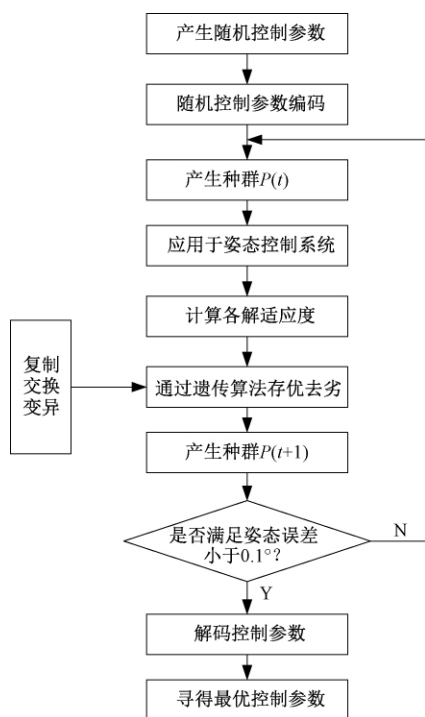 产生随机控制参数
随机控制参数编码
产生种群P(t)
应用于姿态控制系统
计算各解适应度
复制
交换
变异
通过遗传算法存优去劣
产生种群P(t+1)
是否满足姿态误差
小于0.1°?
N
Y
解码控制参数
寻得最优控制参数